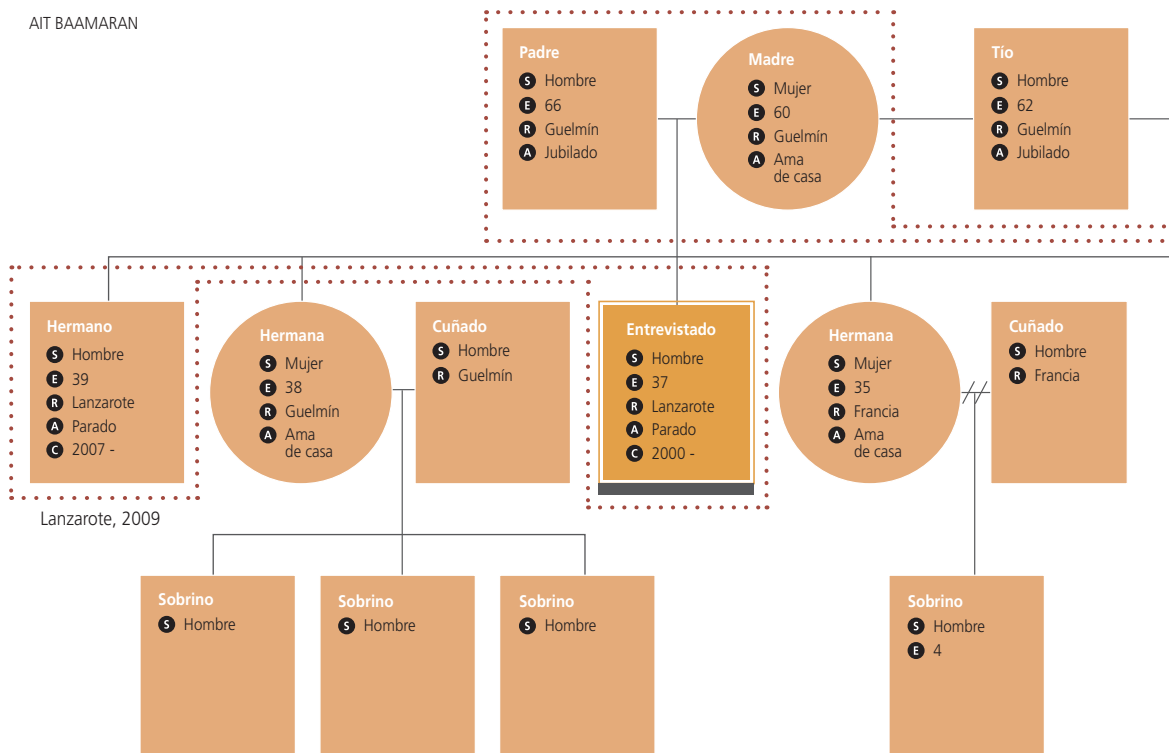 AIT BAAMARAN
Padre
S Hombre
E 66
R Guelmín
A Jubilado
Madre
S Mujer
E 60
R Guelmín
A Ama
de casa
Tío
S Hombre
E 62
R Guelmín
A Jubilado
Hermano
S Hombre
E 39
R Lanzarote
A Parado
C 2007 -
Hermana
S Mujer
E 38
R Guelmín
A Ama
de casa
Cuñado
S Hombre
R Guelmín
Entrevistado
S Hombre
E 37
R Lanzarote
A Parado
C 2000 -
Hermana
S Mujer
E 35
R Francia
A Ama
de casa
Cuñado
S Hombre
R Francia
Lanzarote, 2009
Sobrino
S Hombre
Sobrino
S Hombre
Sobrino
S Hombre
Sobrino
S Hombre
E 4